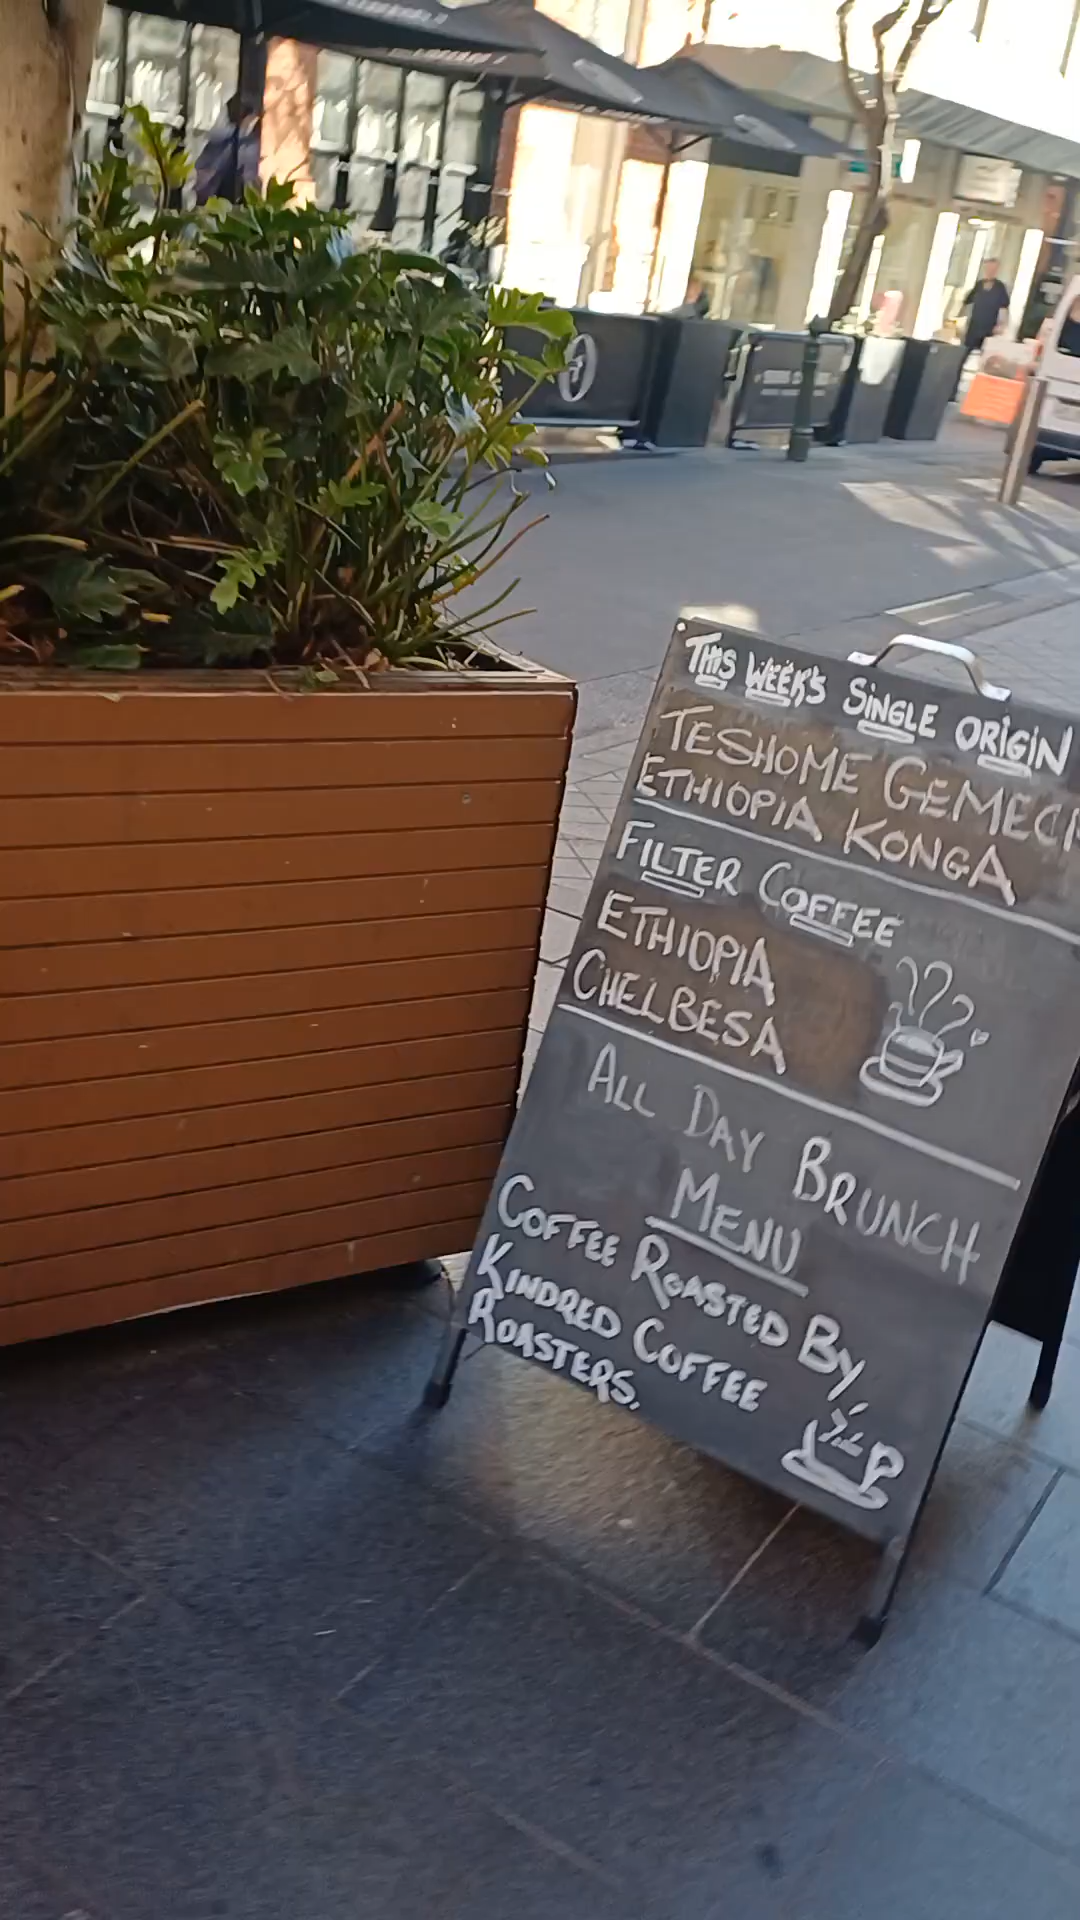 THIS WEEK'S SINGLE ORIGIN
TESHOME GEMECH
ETHIOPIA KONGA
FILTER COFFEE
ETHIOPIA
CHELBESA
ALL DAY BRUNCH
MENU
COFFEE ROASTED BY
KINDRED COFFEE
ROASTERS.